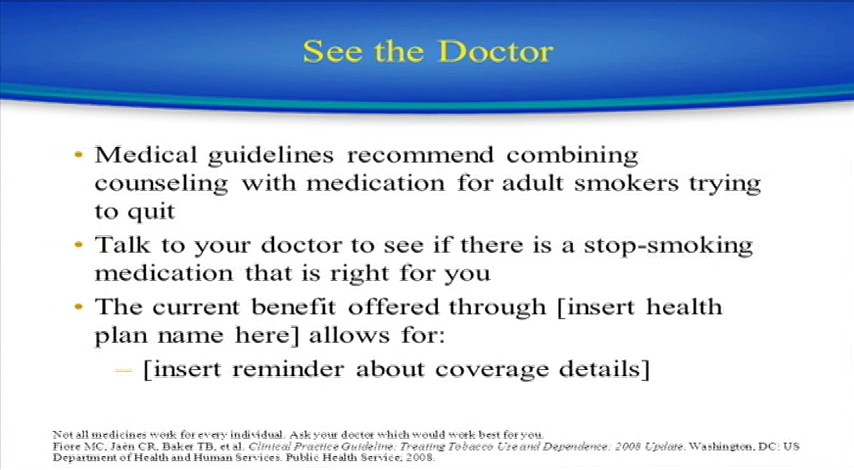 See the Doctor
• Medical guidelines recommend combining
counseling with medication for adult smokers trying
to quit
• Talk to your doctor to see if there is a stop-smoking
medication that is right for you
• The current benefit offered through [insert health
plan name here] allows for:
– [insert reminder about coverage details]
Not all medicines work for every individual. Ask your doctor which would work best for you.
Fiore MC, Jaén CR, Baker TB, et al. Clinical Practice Guideline: Treating Tobacco Use and Dependence: 2008 Update. Washington, DC: US
Department of Health and Human Services. Public Health Service; 2008.